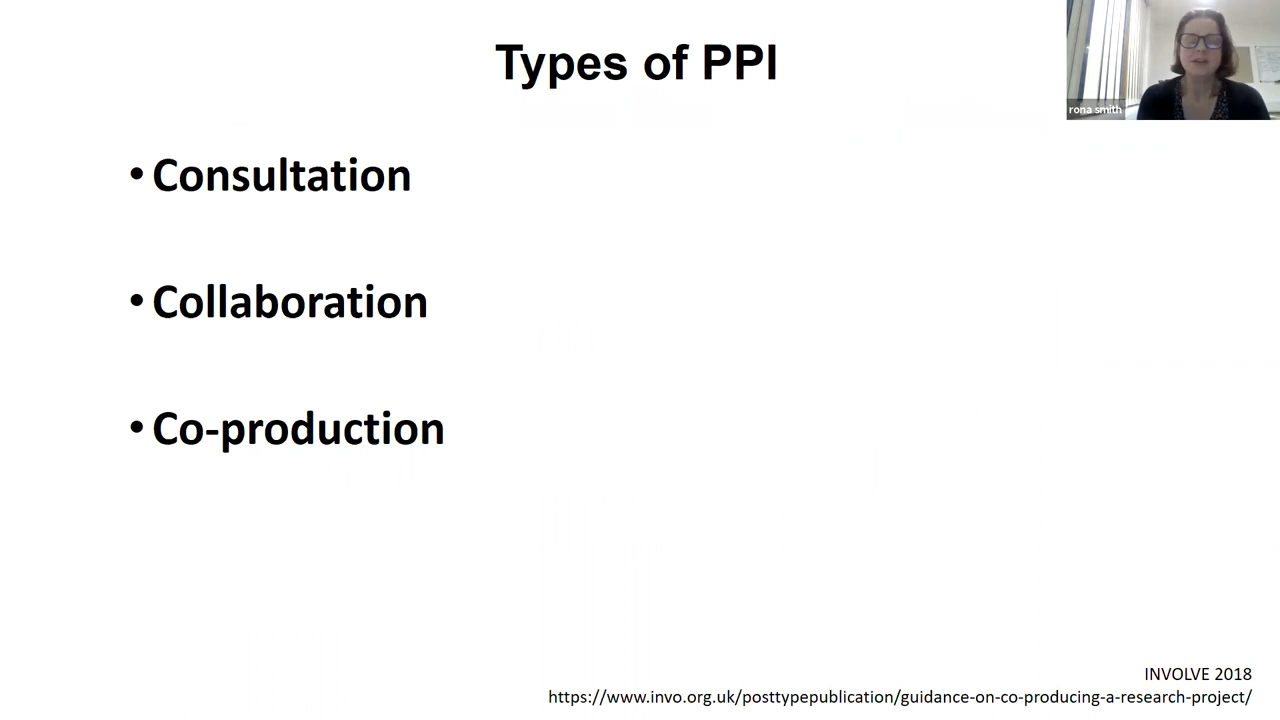 Types of PPI
rona smith
• Consultation
• Collaboration
• Co-production
INVOLVE 2018
https://www.invo.org.uk/posttypepublication/guidance-on-co-producing-a-research-project/